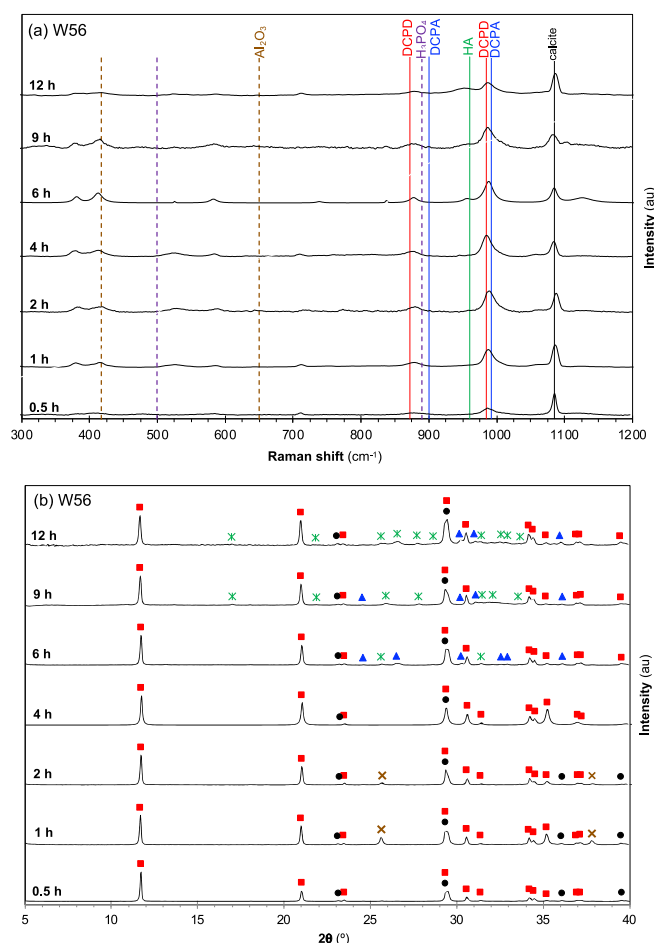 (a) W56
Al₂O₃
DCPD
H₃PO₄
DCPA
HA
DCPD
DCPA
calcite
12 h
9 h
6 h
4 h
2 h
1 h
0.5 h
Intensity (au)
300 400 500 600 700 800 900 1000 1100 1200
Raman shift (cm⁻¹)
(b) W56
12 h
9 h
6 h
4 h
2 h
1 h
0.5 h
Intensity (au)
5 10 15 20 25 30 35 40
2θ (º)